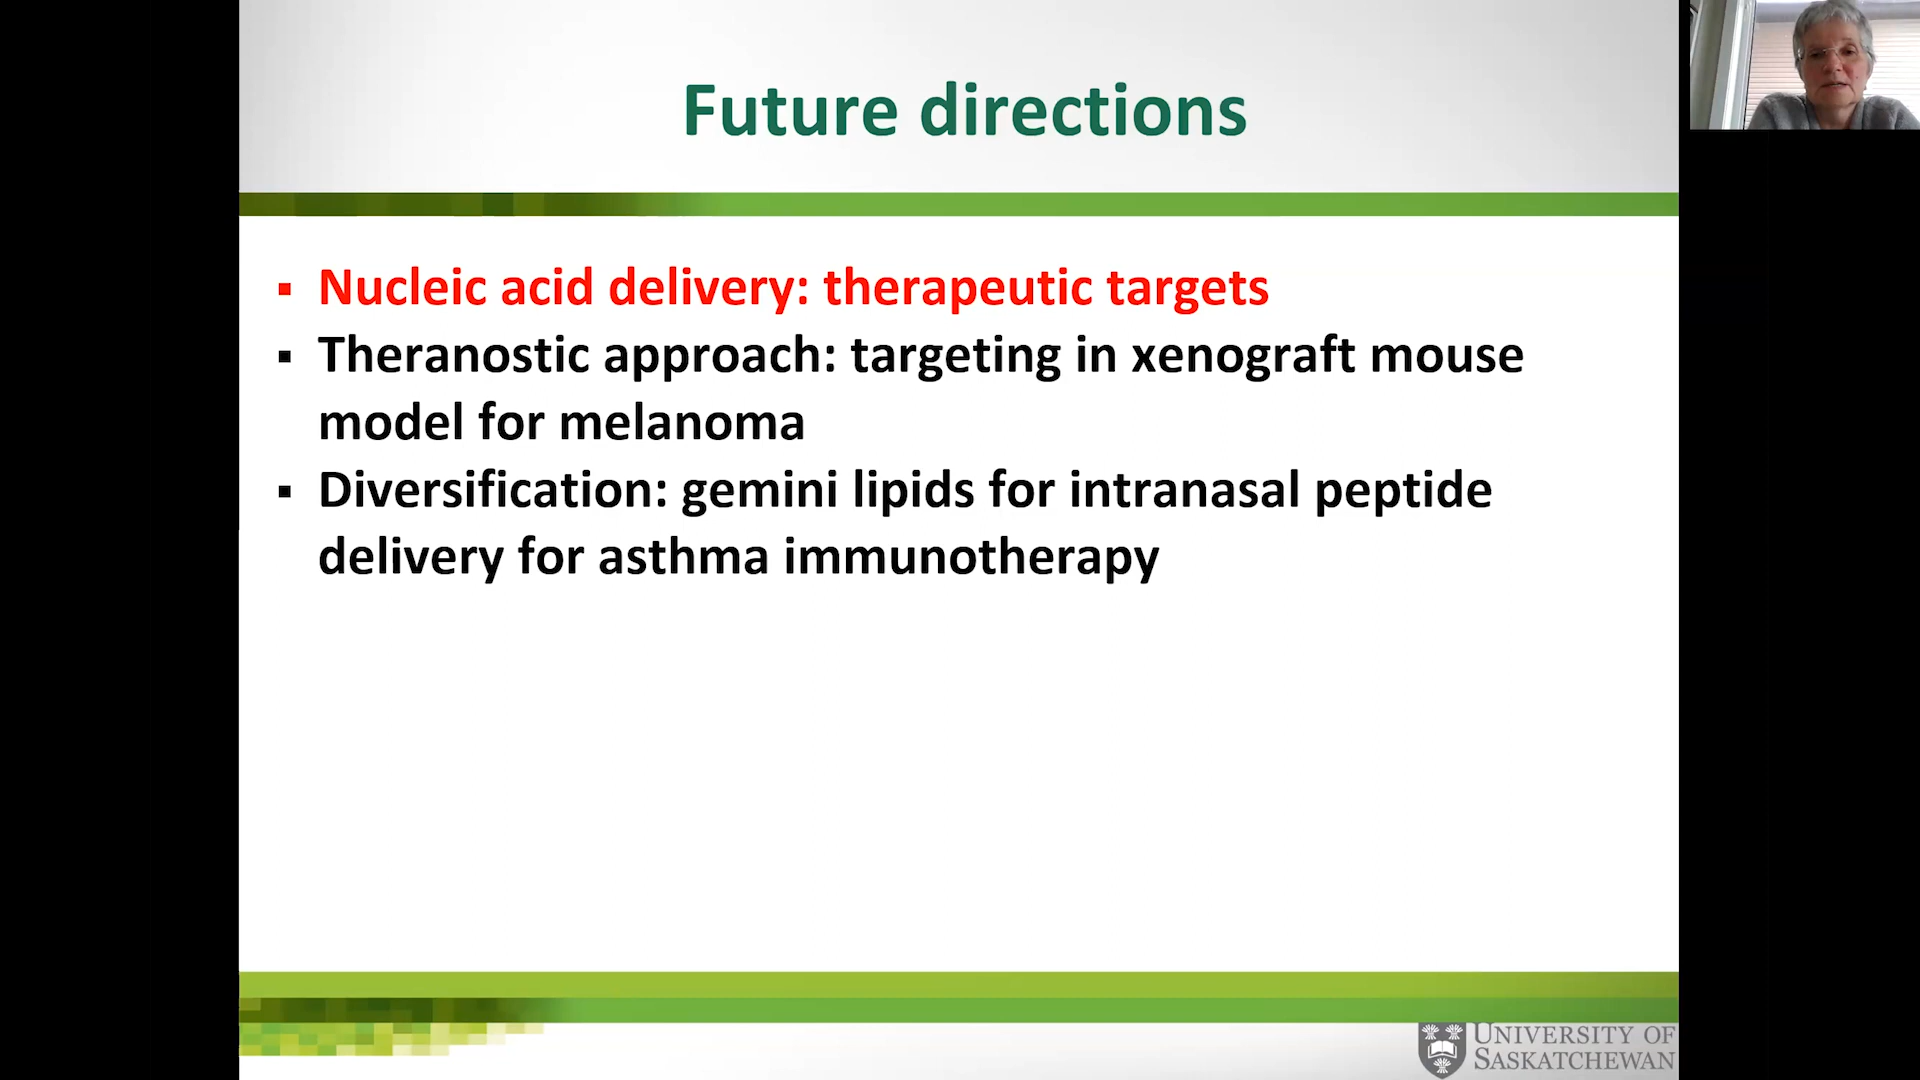 Future directions
▪ Nucleic acid delivery: therapeutic targets
▪ Theranostic approach: targeting in xenograft mouse
model for melanoma
▪ Diversification: gemini lipids for intranasal peptide
delivery for asthma immunotherapy
UNIVERSITY OF
SASKATCHEWAN